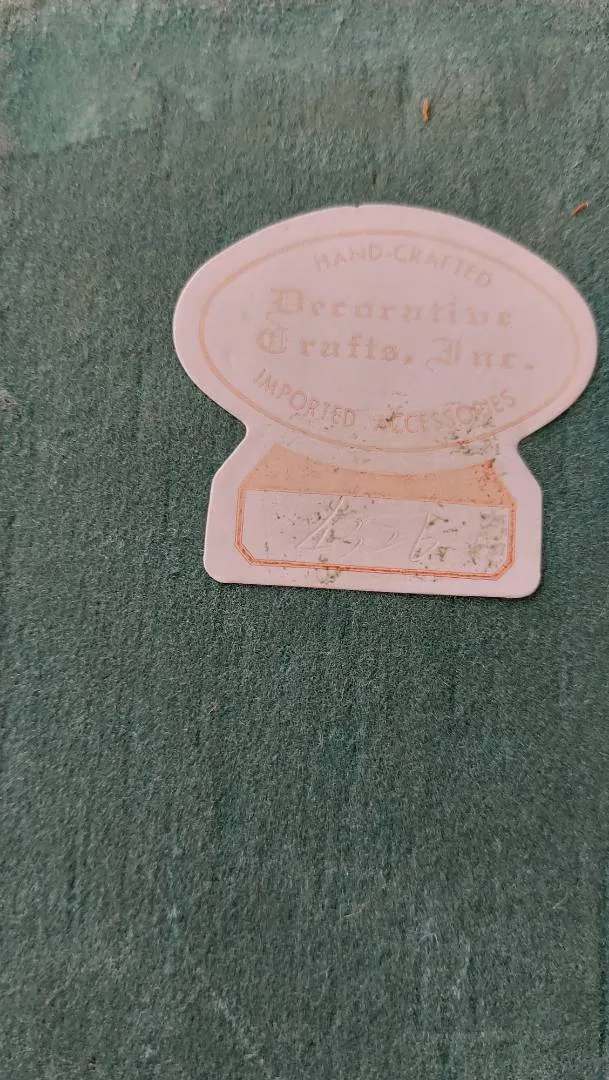 HAND-CRAFTED
Decorative
Crafts, Inc.
IMPORTED ACCESSORIES